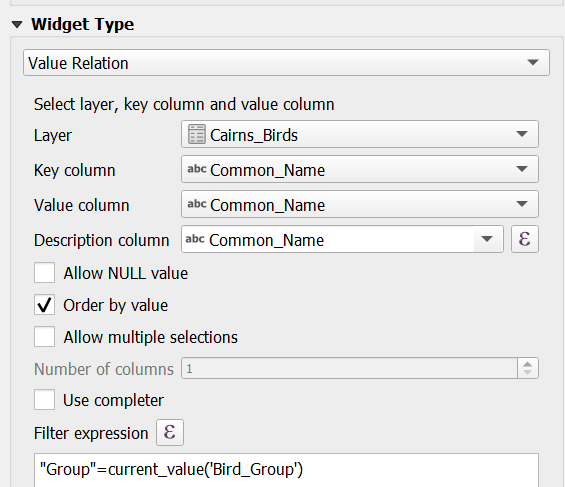 Widget Type
Value Relation
Select layer, key column and value column
Layer Cairns_Birds
Key column abc Common_Name
Value column abc Common_Name
Description column abc Common_Name ε
Allow NULL value
Order by value
Allow multiple selections
Number of columns 1
Use completer
Filter expression ε
"Group"=current_value('Bird_Group')